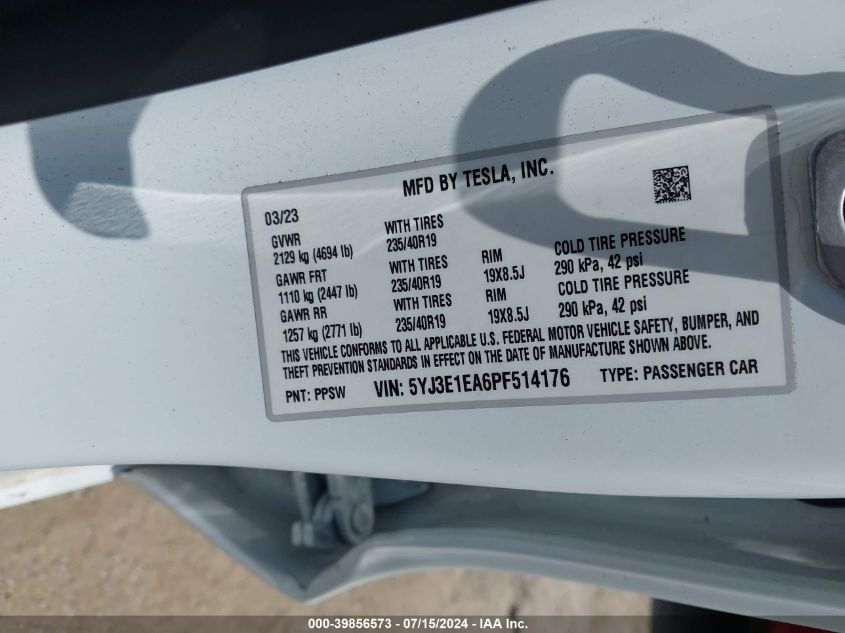 MFD BY TESLA, INC.
03/23
GVWR WITH TIRES
2129 kg (4694 lb) 235/40R19
GAWR FRT WITH TIRES RIM COLD TIRE PRESSURE
1110 kg (2447 lb) 235/40R19 19X8.5J 290 kPa, 42 psi
GAWR RR WITH TIRES RIM COLD TIRE PRESSURE
1257 kg (2771 lb) 235/40R19 19X8.5J 290 kPa, 42 psi
THIS VEHICLE CONFORMS TO ALL APPLICABLE U.S. FEDERAL MOTOR VEHICLE SAFETY, BUMPER, AND
THEFT PREVENTION STANDARDS IN EFFECT ON THE DATE OF MANUFACTURE SHOWN ABOVE.
PNT: PPSW VIN: 5YJ3E1EA6PF514176 TYPE: PASSENGER CAR
000-39856573 - 07/15/2024 - IAA Inc.